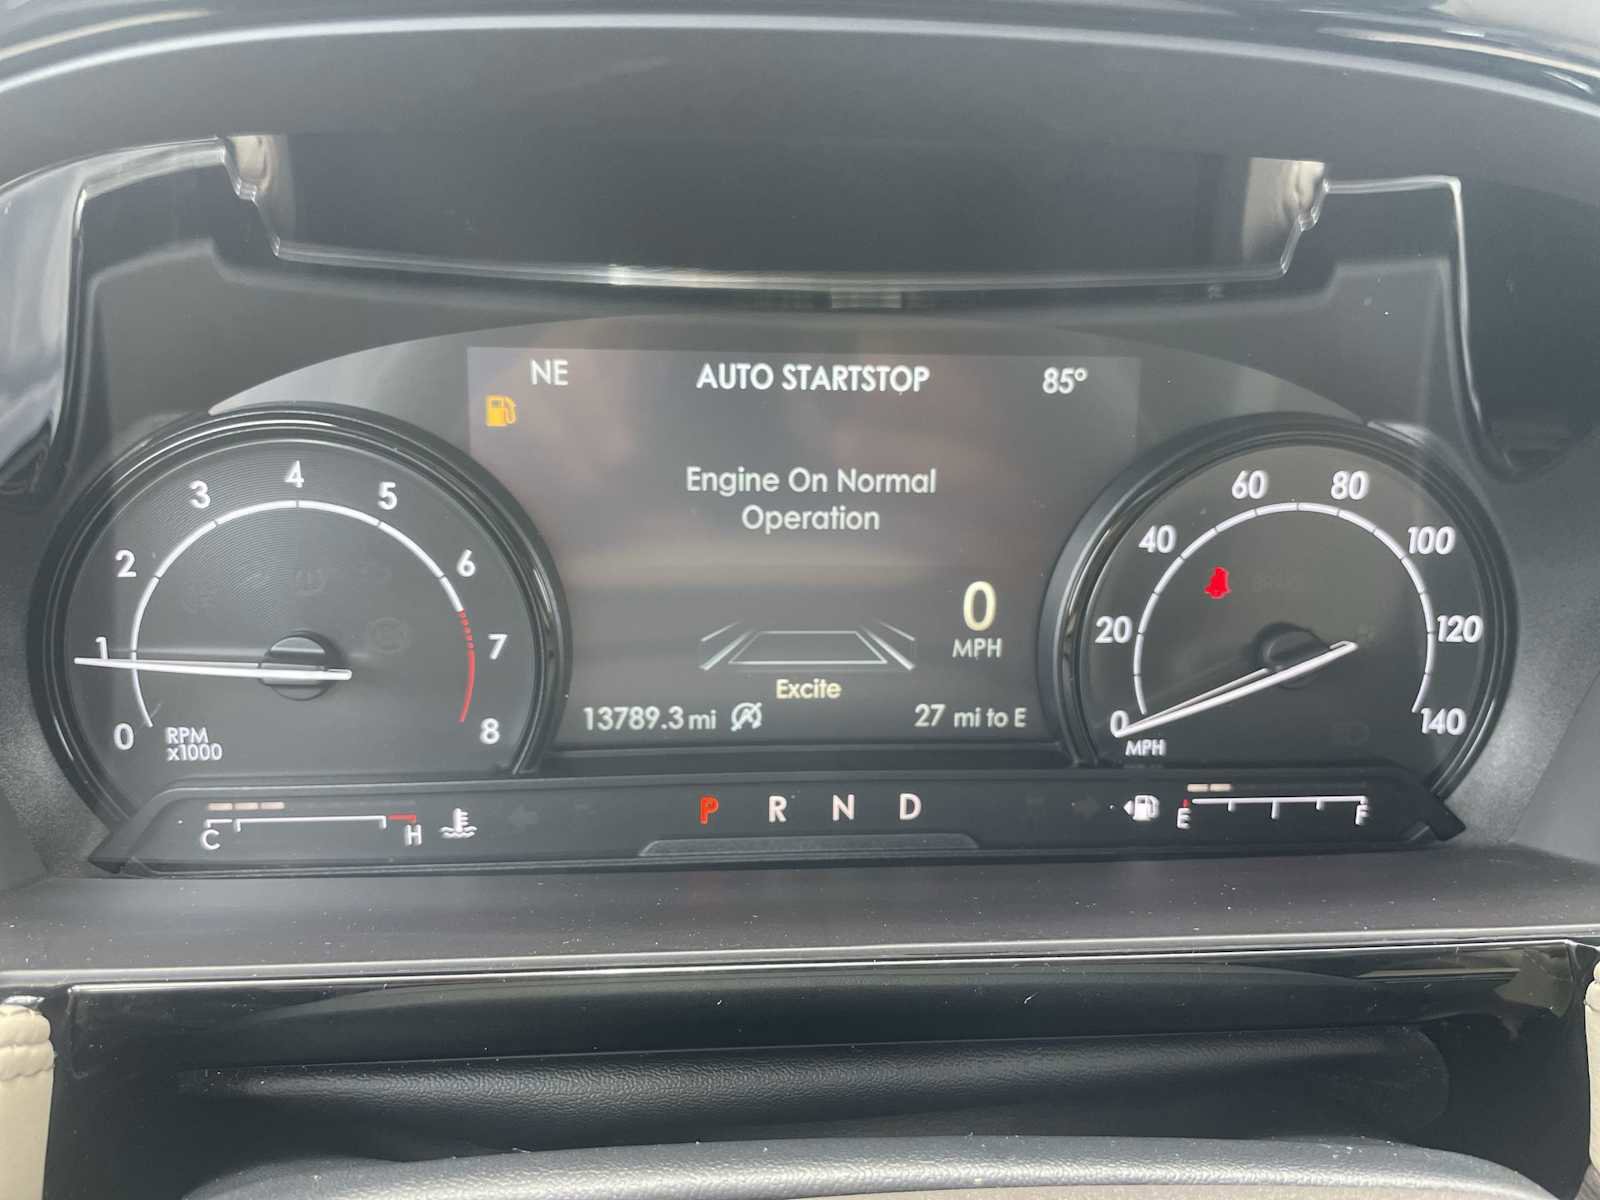 NE AUTO STARTSTOP 85°
Engine On Normal
Operation
0
MPH
Excite
13789.3 mi 27 mi to E
0 1 2 3 4 5 6 7 8
RPM
x1000
0 20 40 60 80 100 120 140
MPH
C H P R N D E F